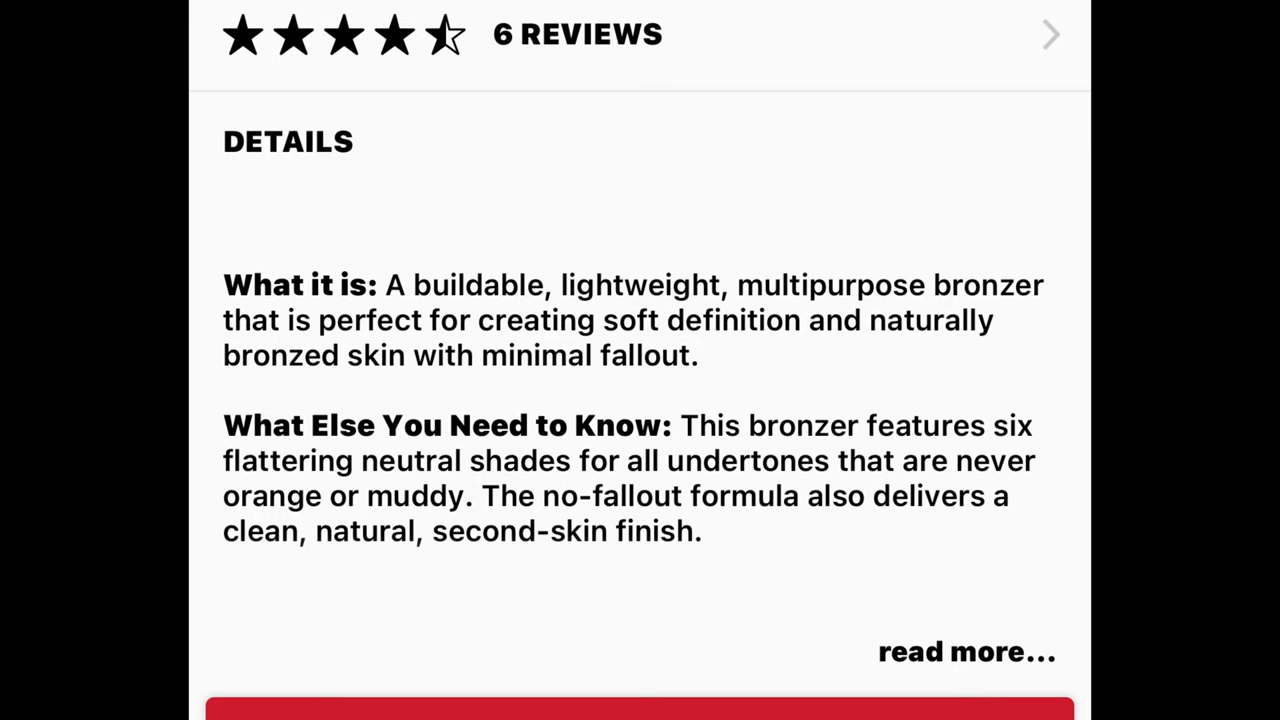 6 REVIEWS
DETAILS
What it is: A buildable, lightweight, multipurpose bronzer
that is perfect for creating soft definition and naturally
bronzed skin with minimal fallout.
What Else You Need to Know: This bronzer features six
flattering neutral shades for all undertones that are never
orange or muddy. The no-fallout formula also delivers a
clean, natural, second-skin finish.
read more...